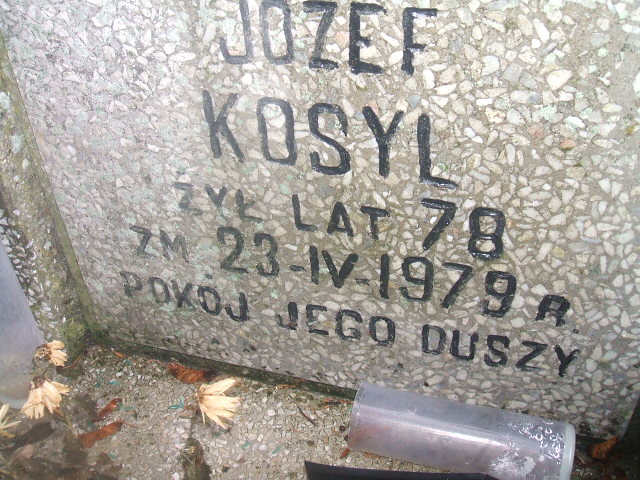 JÓZEF
KOSYL
ŻYŁ LAT 78
ZM. 23-IV-1979 R.
POKÓJ JEGO DUSZY